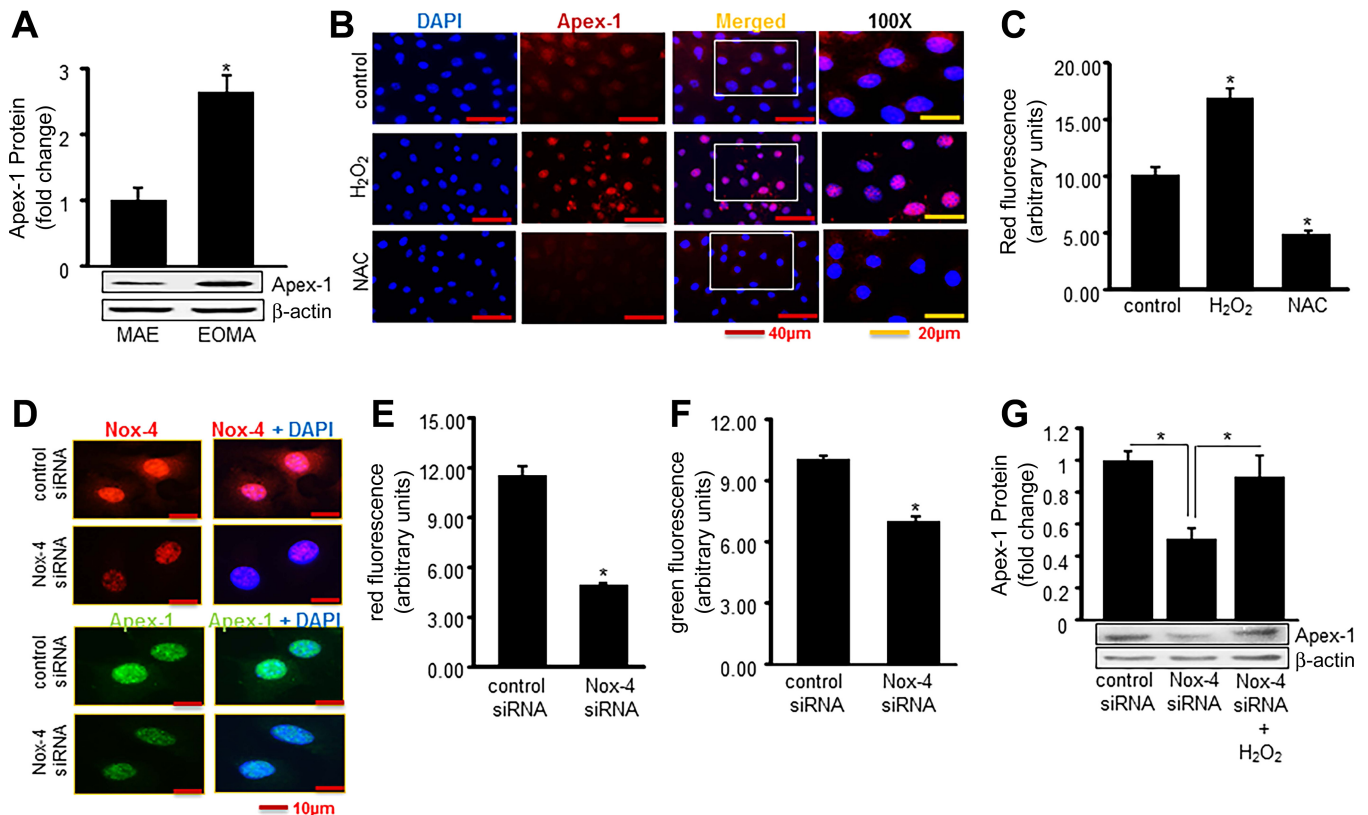 A
Apex-1 Protein
(fold change)
3
2
1
0
*
Apex-1
β-actin
MAE EOMA
B
DAPI Apex-1 Merged 100X
control
H₂O₂
NAC
40µm 20µm
C
Red fluorescence
(arbitrary units)
20.00
15.00
10.00
5.00
0.00
*
*
control H₂O₂ NAC
D
Nox-4 Nox-4 + DAPI
control
siRNA
Nox-4
siRNA
Apex-1 Apex-1 + DAPI
control
siRNA
Nox-4
siRNA
10µm
E
red fluorescence
(arbitrary units)
15.00
12.00
9.00
6.00
3.00
0.00
*
control
siRNA
Nox-4
siRNA
F
green fluorescence
(arbitrary units)
12.00
9.00
6.00
3.00
0.00
*
control
siRNA
Nox-4
siRNA
G
Apex-1 Protein
(fold change)
1.2
1
0.8
0.6
0.4
0.2
0
* *
Apex-1
β-actin
control
siRNA
Nox-4
siRNA
Nox-4
siRNA
+
H₂O₂